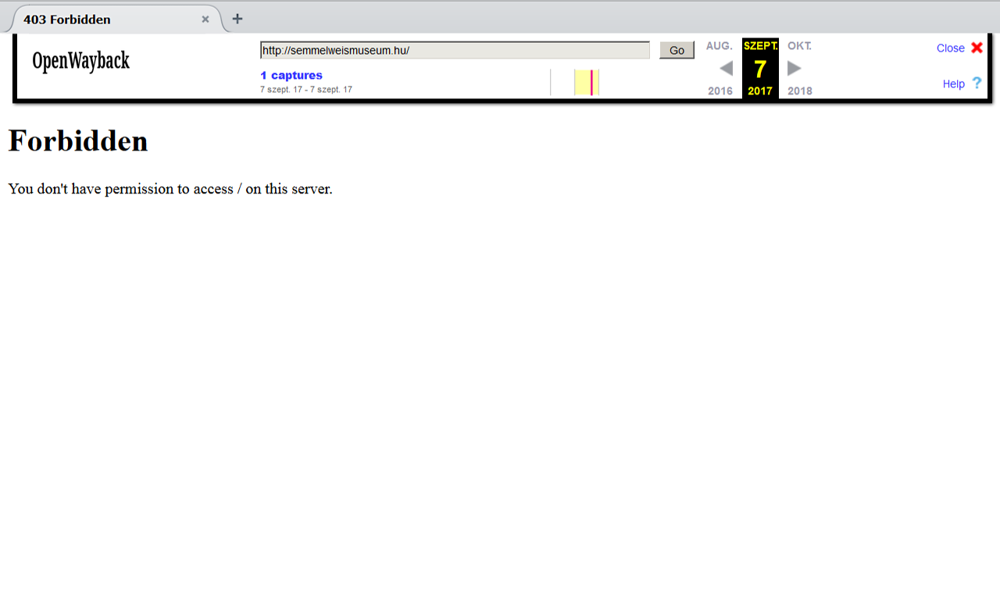 403 Forbidden
OpenWayback
http://semmelweismuseum.hu/
Go
1 captures
7 szept. 17 - 7 szept. 17
AUG. SZEPT. OKT.
7
2016 2017 2018
Close
Help ?
Forbidden
You don't have permission to access / on this server.